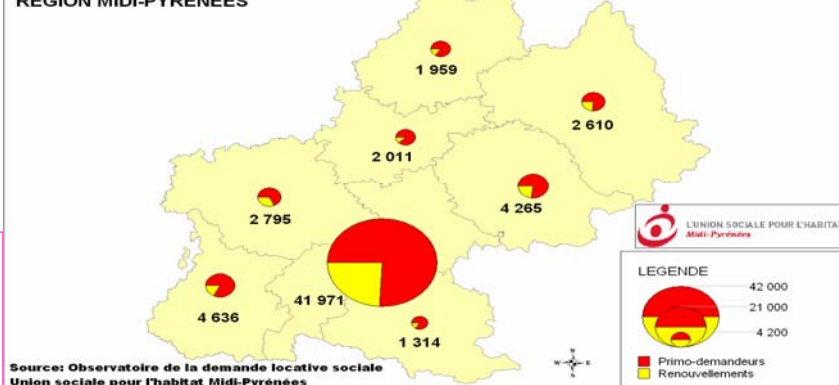 REGION MIDI-PYRENEES
1 959
2 610
2 011
4 265
2 795
41 971
4 636
1 314
L'UNION SOCIALE POUR L'HABITAT
Midi-Pyrénées
LEGENDE
42 000
21 000
4 200
Primo-demandeurs
Renouvellements
N
W E
S
Source: Observatoire de la demande locative sociale
Union sociale pour l'habitat Midi-Pyrénées